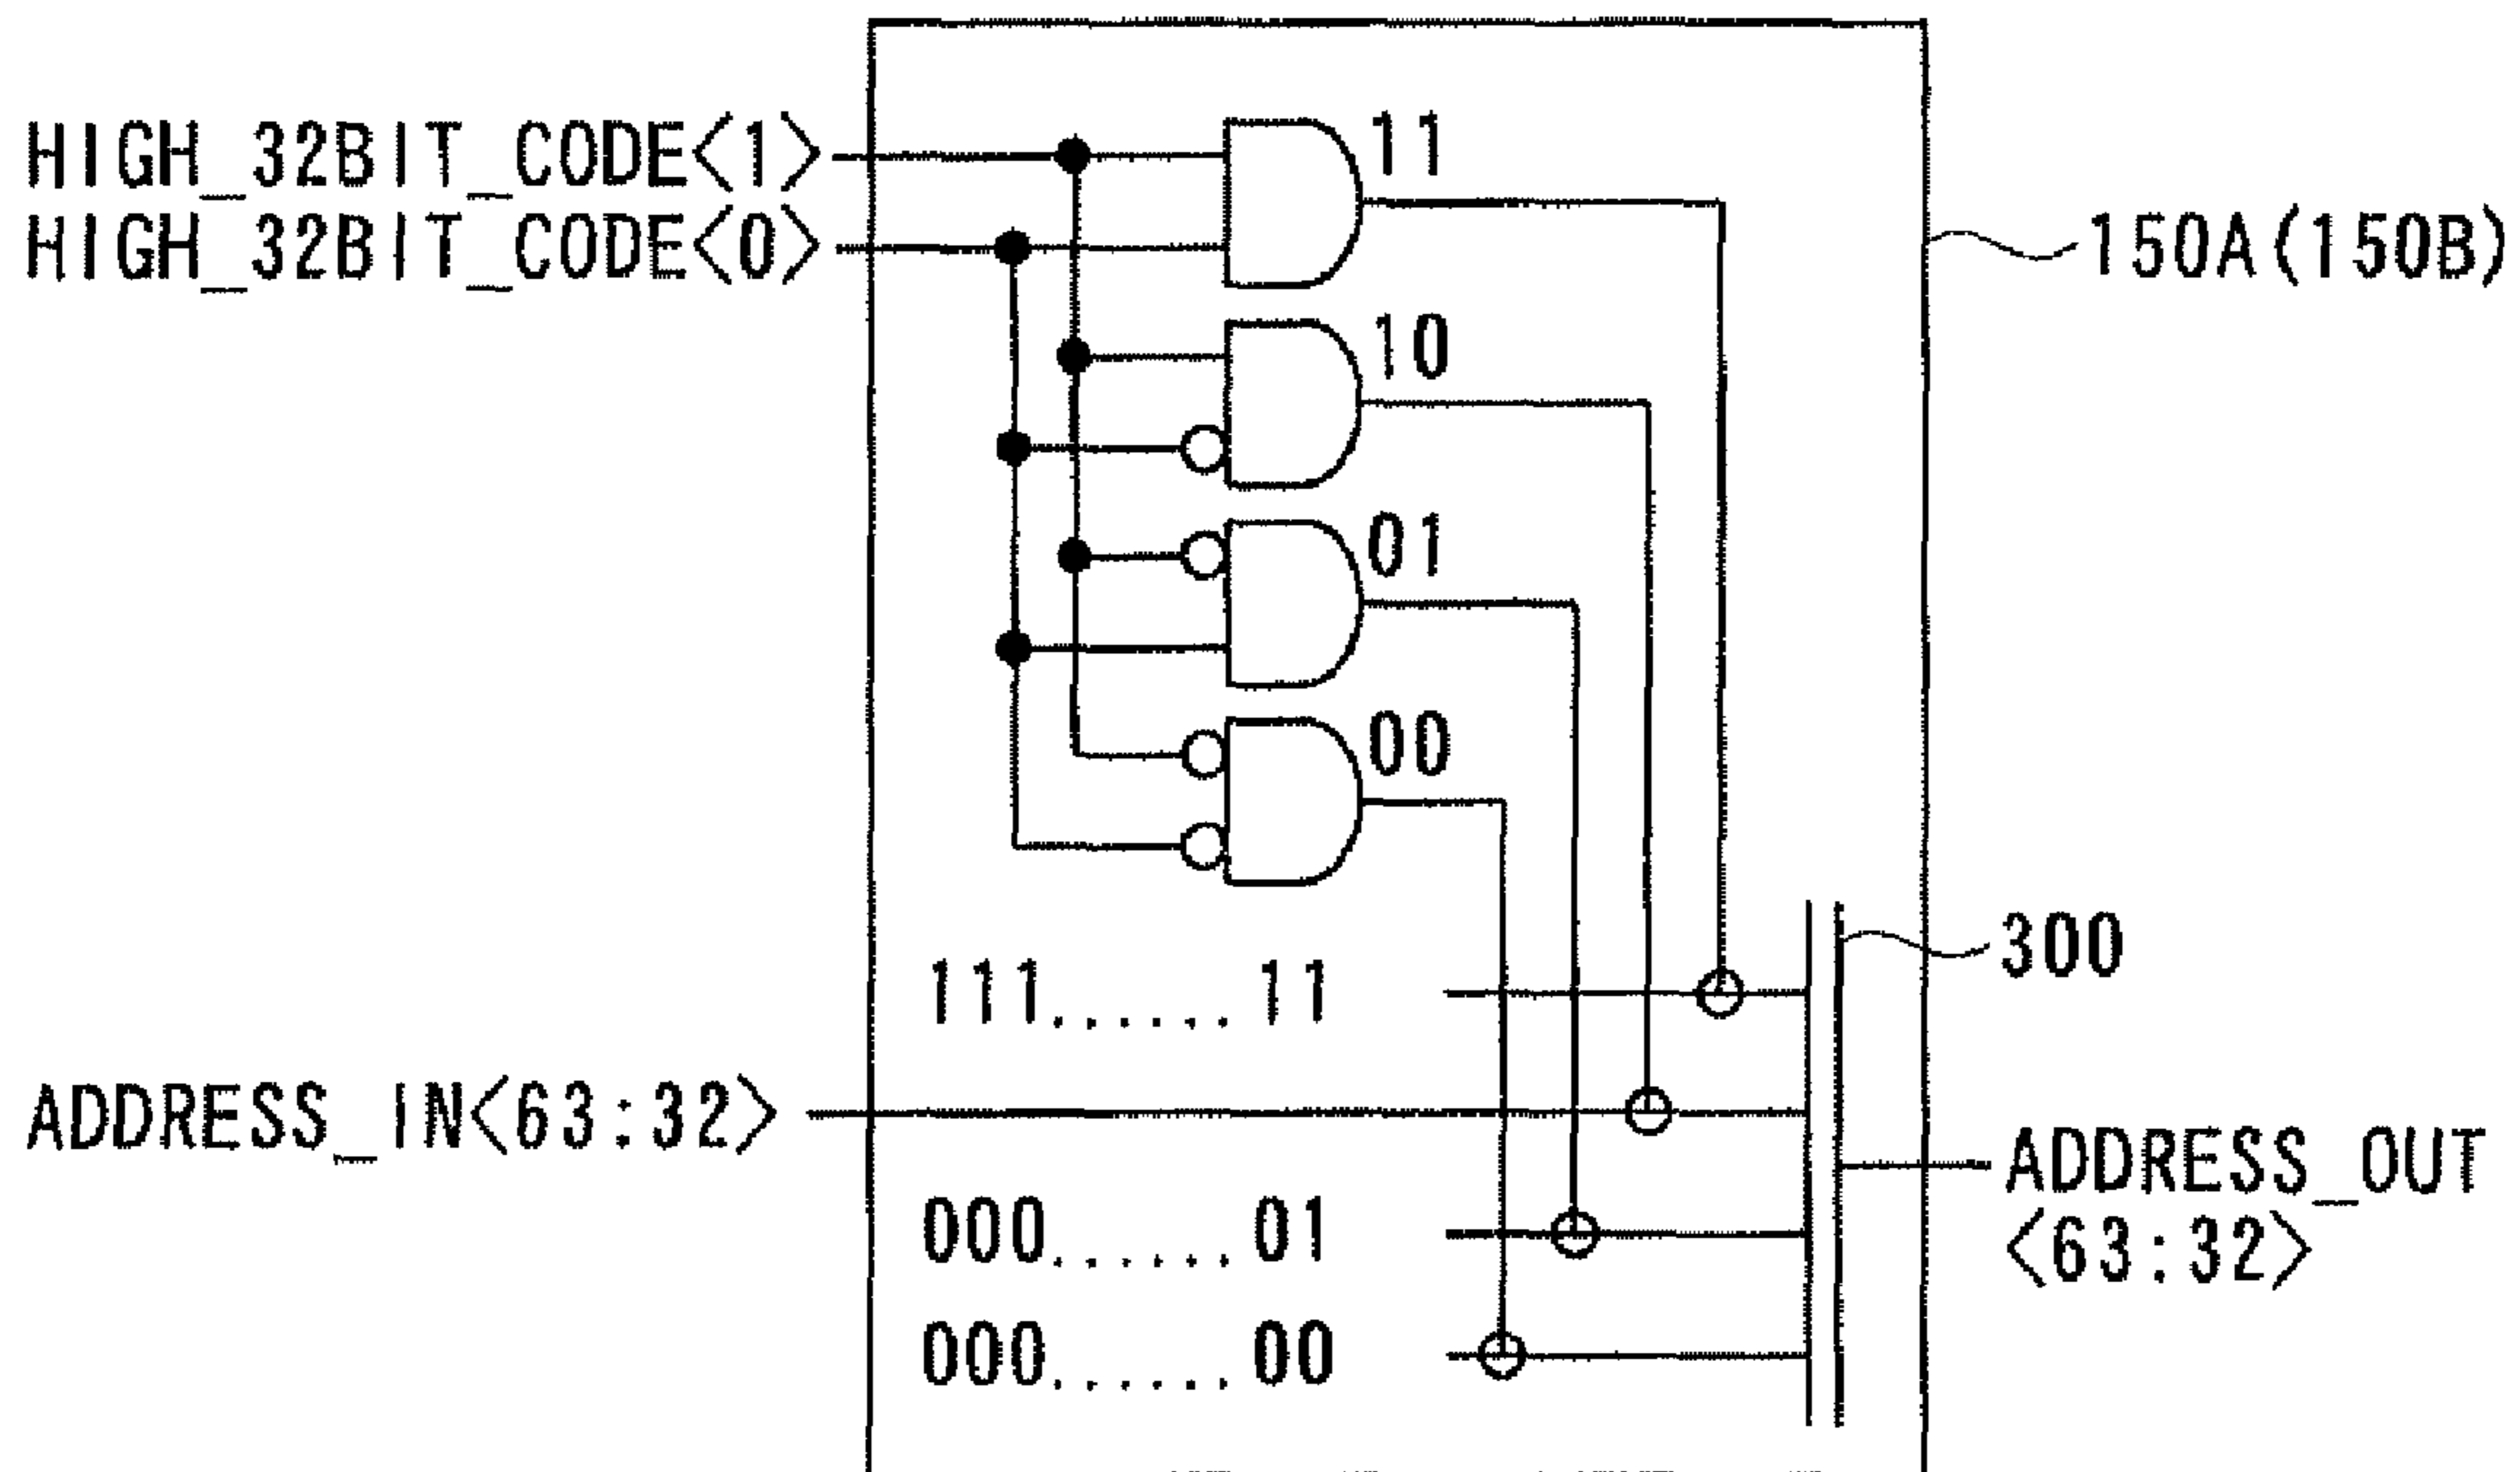 HIGH_32BIT_CODE<1>
HIGH_32BIT_CODE<0>
11
10
01
00
150A(150B)
300
111......11
ADDRESS_IN<63:32>
000......01
000......00
ADDRESS_OUT
<63:32>